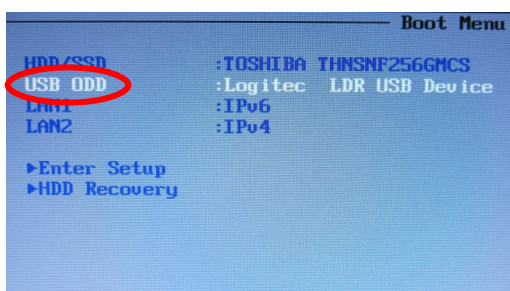 Boot Menu
HDD/SSD :TOSHIBA THNSNF256GMCS
USB ODD :Logitec LDR USB Device
LAN1 :IPv6
LAN2 :IPv4
▶Enter Setup
▶HDD Recovery